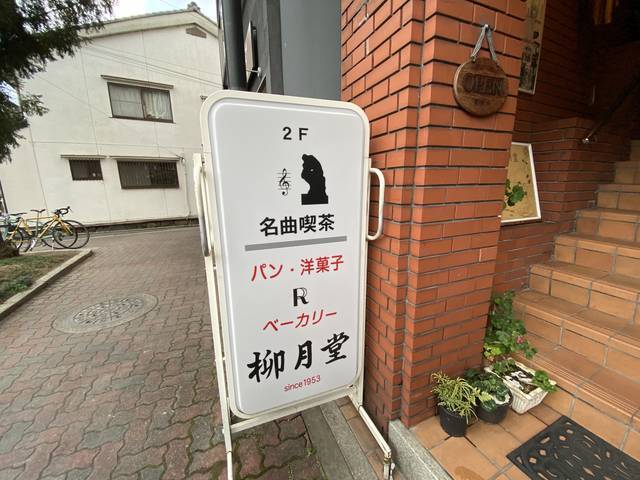 2F
名曲喫茶
パン・洋菓子
R
ベーカリー
柳月堂
since1953
OPEN